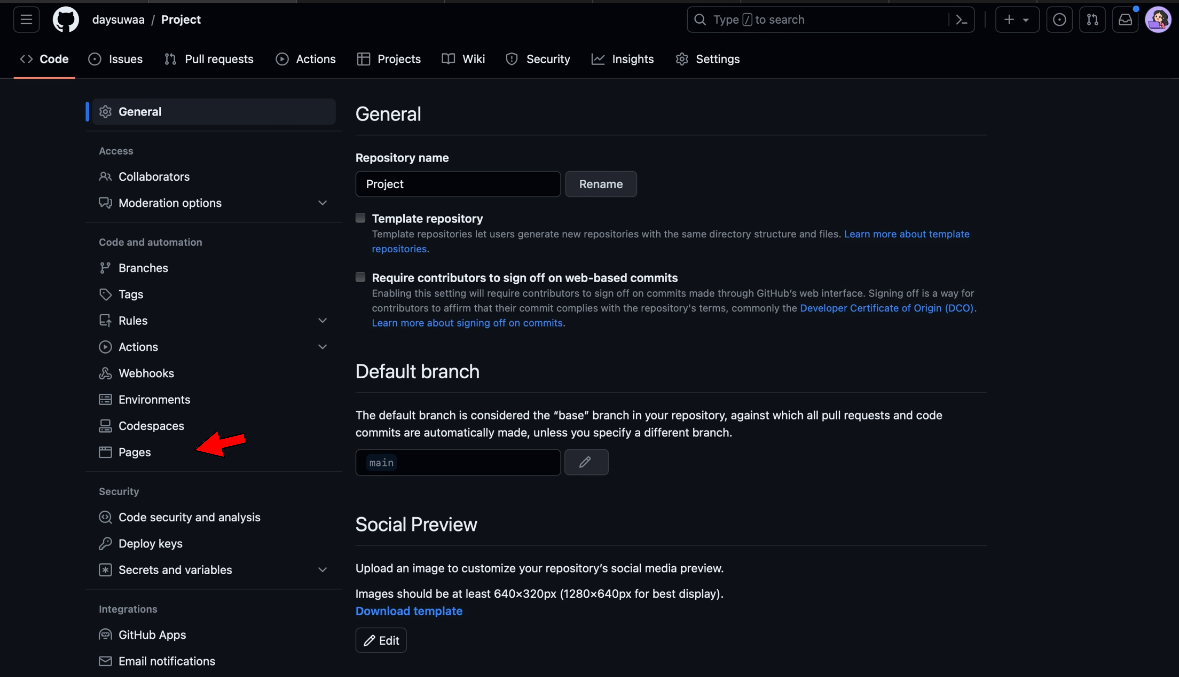 daysuwaa / Project
Type / to search
Code
Issues
Pull requests
Actions
Projects
Wiki
Security
Insights
Settings
General
Access
Collaborators
Moderation options
Code and automation
Branches
Tags
Rules
Actions
Webhooks
Environments
Codespaces
Pages
Security
Code security and analysis
Deploy keys
Secrets and variables
Integrations
GitHub Apps
Email notifications
General
Repository name
Project
Rename
Template repository
Template repositories let users generate new repositories with the same directory structure and files. Learn more about template
repositories.
Require contributors to sign off on web-based commits
Enabling this setting will require contributors to sign off on commits made through GitHub's web interface. Signing off is a way for
contributors to affirm that their commit complies with the repository's terms, commonly the Developer Certificate of Origin (DCO).
Learn more about signing off on commits.
Default branch
The default branch is considered the “base” branch in your repository, against which all pull requests and code
commits are automatically made, unless you specify a different branch.
main
Social Preview
Upload an image to customize your repository’s social media preview.
Images should be at least 640×320px (1280×640px for best display).
Download template
Edit